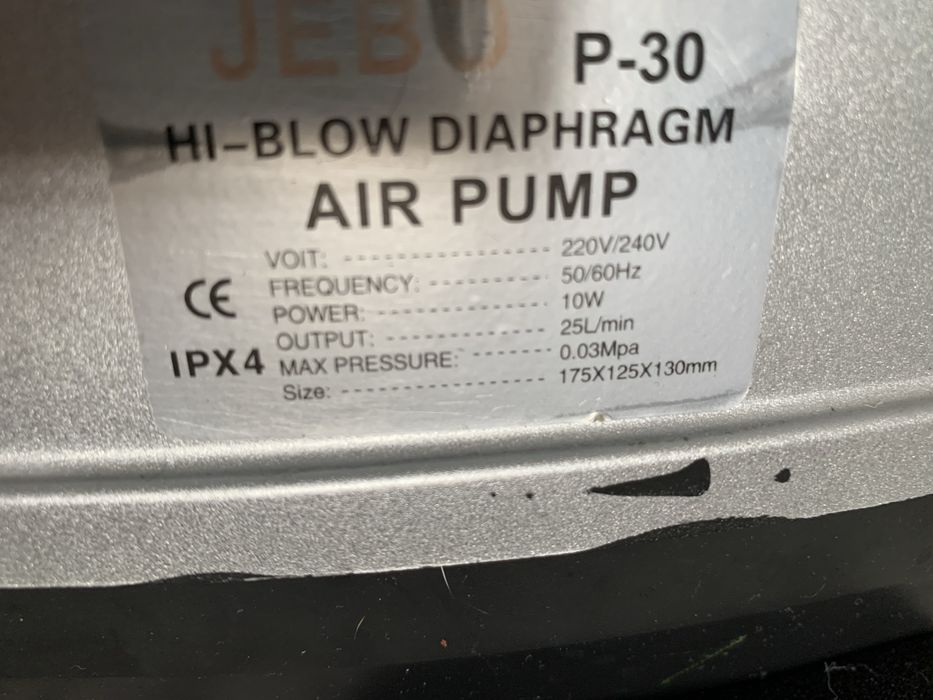 JEBO P-30
HI-BLOW DIAPHRAGM
AIR PUMP
VOIT: 220V/240V
FREQUENCY: 50/60Hz
POWER: 10W
OUTPUT: 25L/min
MAX PRESSURE: 0.03Mpa
Size: 175X125X130mm
CE
IPX4